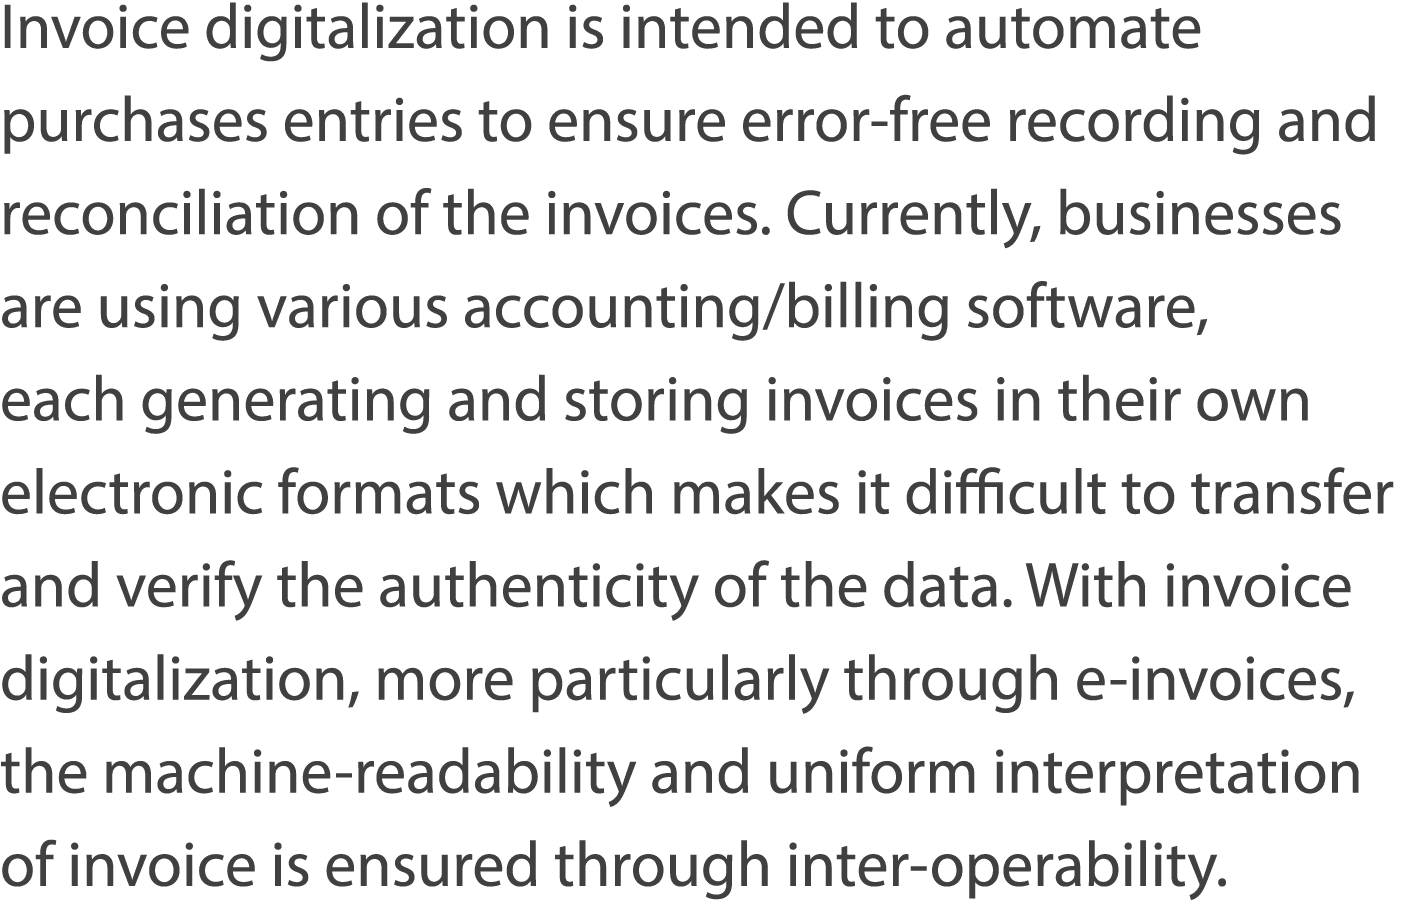 Invoice digitalization is intended to automate
purchases entries to ensure error-free recording and
reconciliation of the invoices. Currently, businesses
are using various accounting/billing software,
each generating and storing invoices in their own
electronic formats which makes it difficult to transfer
and verify the authenticity of the data. With invoice
digitalization, more particularly through e-invoices,
the machine-readability and uniform interpretation
of invoice is ensured through inter-operability.